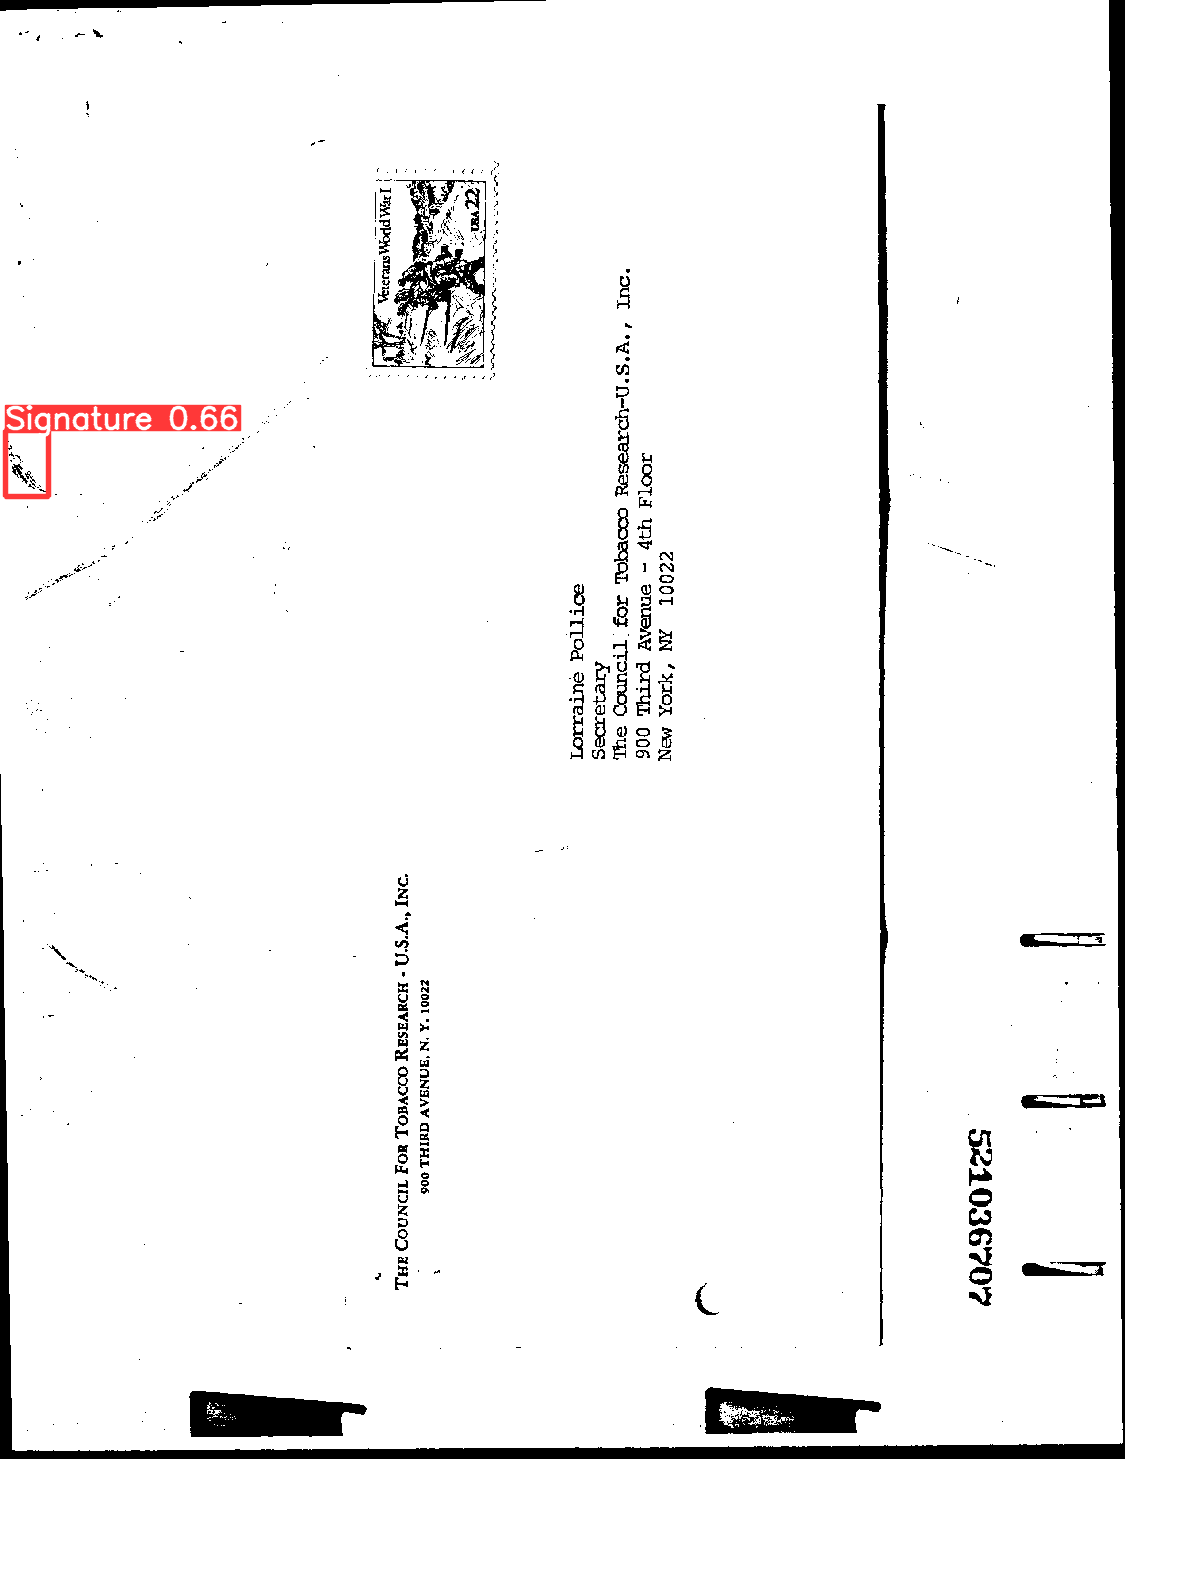 Signature 0.66
Veterans World War I
USA 22
THE COUNCIL FOR TOBACCO RESEARCH - U.S.A., INC.
900 THIRD AVENUE, N. Y. 10022
Lorraine Pollice
Secretary
The Council for Tobacco Research-U.S.A., Inc.
900 Third Avenue - 4th Floor
New York, NY 10022
521036707